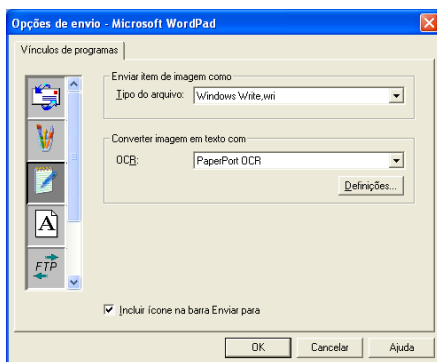 Opções de envio - Microsoft WordPad
Vínculos de programas
Enviar item de imagem como
Tipo do arquivo: Windows Write,wri
Converter imagem em texto com
OCR: PaperPort OCR
Definições...
A
FTP
Incluir ícone na barra Enviar para
OK Cancelar Ajuda